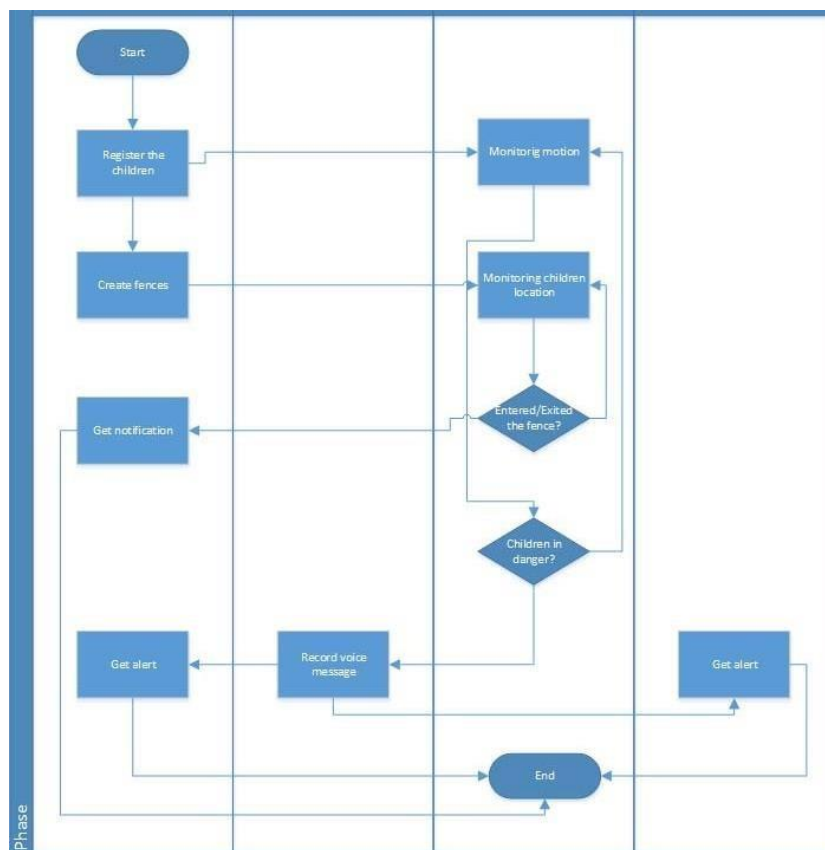 Start
Register the
children
Monitorig motion
Create fences
Monitoring children
location
Entered/Exited
the fence?
Get notification
Children in
danger?
Get alert
Record voice
message
Get alert
End
Phase